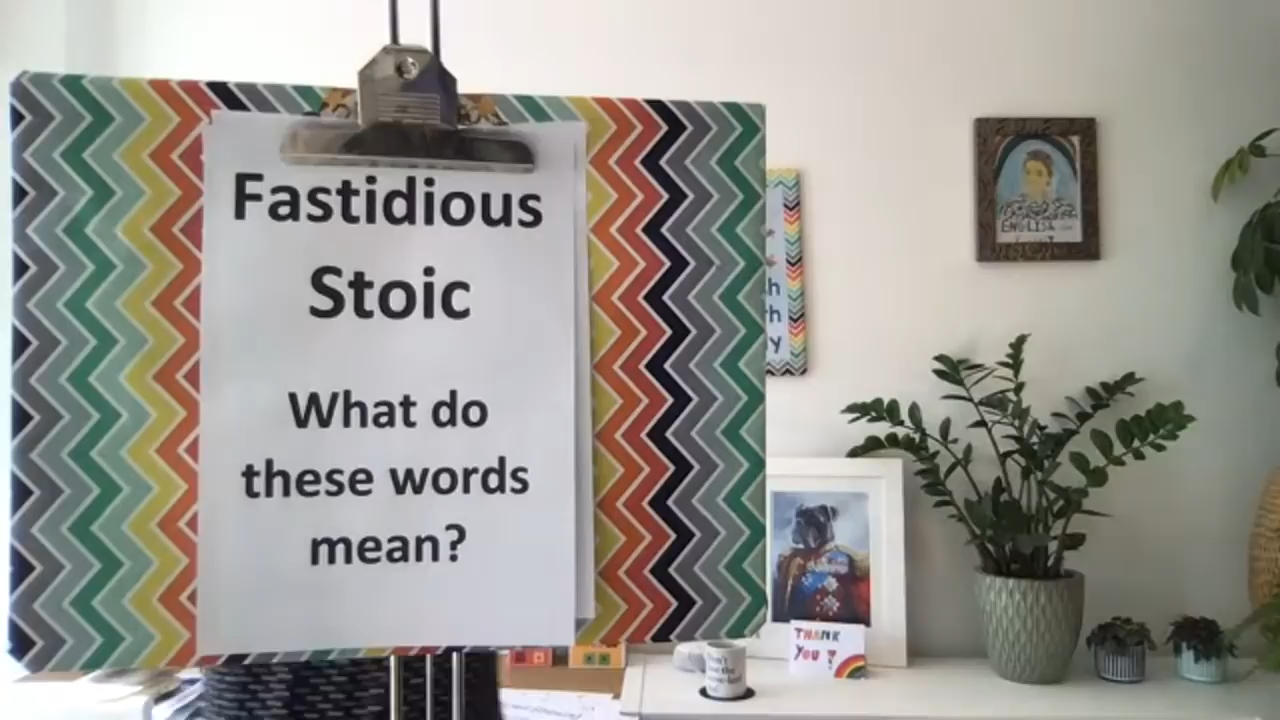 Fastidious
Stoic
What do
these words
mean?
ENGLISH
THANK
YOU !